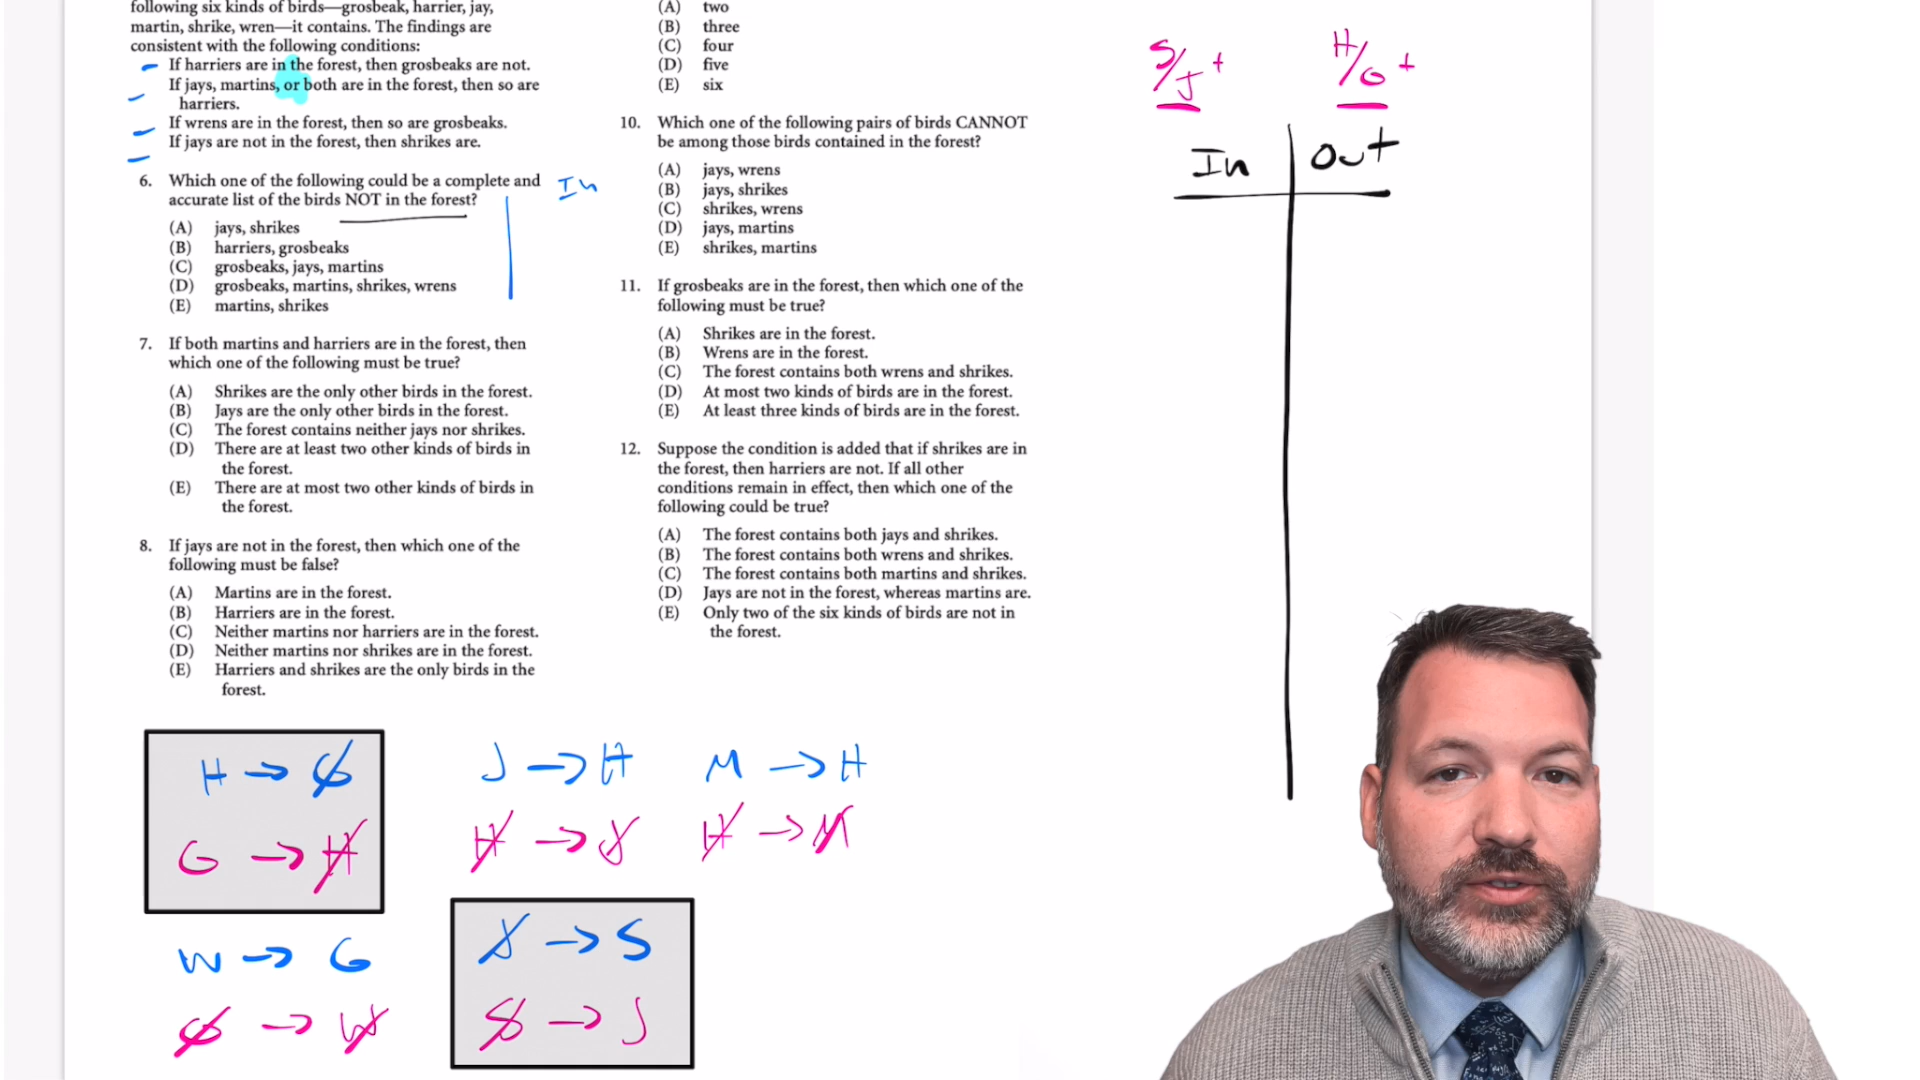 following six kinds of birds—grosbeak, harrier, jay,
martin, shrike, wren—it contains. The findings are
consistent with the following conditions:
If harriers are in the forest, then grosbeaks are not.
If jays, martins, or both are in the forest, then so are
harriers.
If wrens are in the forest, then so are grosbeaks.
If jays are not in the forest, then shrikes are.
6. Which one of the following could be a complete and
accurate list of the birds NOT in the forest?
In
(A) jays, shrikes
(B) harriers, grosbeaks
(C) grosbeaks, jays, martins
(D) grosbeaks, martins, shrikes, wrens
(E) martins, shrikes
7. If both martins and harriers are in the forest, then
which one of the following must be true?
(A) Shrikes are the only other birds in the forest.
(B) Jays are the only other birds in the forest.
(C) The forest contains neither jays nor shrikes.
(D) There are at least two other kinds of birds in
the forest.
(E) There are at most two other kinds of birds in
the forest.
8. If jays are not in the forest, then which one of the
following must be false?
(A) Martins are in the forest.
(B) Harriers are in the forest.
(C) Neither martins nor harriers are in the forest.
(D) Neither martins nor shrikes are in the forest.
(E) Harriers and shrikes are the only birds in the
forest.
(A) two
(B) three
(C) four
(D) five
(E) six
10. Which one of the following pairs of birds CANNOT
be among those birds contained in the forest?
(A) jays, wrens
(B) jays, shrikes
(C) shrikes, wrens
(D) jays, martins
(E) shrikes, martins
11. If grosbeaks are in the forest, then which one of the
following must be true?
(A) Shrikes are in the forest.
(B) Wrens are in the forest.
(C) The forest contains both wrens and shrikes.
(D) At most two kinds of birds are in the forest.
(E) At least three kinds of birds are in the forest.
12. Suppose the condition is added that if shrikes are in
the forest, then harriers are not. If all other
conditions remain in effect, then which one of the
following could be true?
(A) The forest contains both jays and shrikes.
(B) The forest contains both wrens and shrikes.
(C) The forest contains both martins and shrikes.
(D) Jays are not in the forest, whereas martins are.
(E) Only two of the six kinds of birds are not in
the forest.
S/J + H/G +
In Out
H → G
G → H
J → H M → H
H → J H → M
W → G
G → W
J → S
S → J